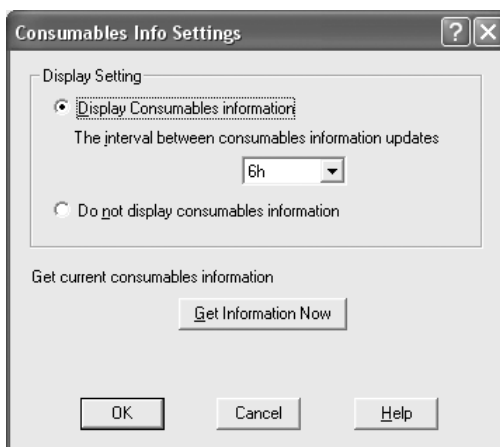 Consumables Info Settings
Display Setting
Display Consumables information
The interval between consumables information updates
6h
Do not display consumables information
Get current consumables information
Get Information Now
OK Cancel Help